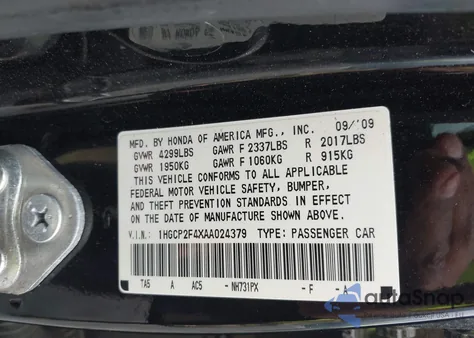 MFD. BY HONDA OF AMERICA MFG., INC. 09/'09
GVWR 4299LBS GAWR F 2337LBS R 2017LBS
GVWR 1950KG GAWR F 1060KG R 915KG
THIS VEHICLE CONFORMS TO ALL APPLICABLE
FEDERAL MOTOR VEHICLE SAFETY, BUMPER,
AND THEFT PREVENTION STANDARDS IN EFFECT
ON THE DATE OF MANUFACTURE SHOWN ABOVE.
V.I.N.: 1HGCP2F4XAA024379 TYPE: PASSENGER CAR
TA5 A AC5 - NH731PX - F - A
autoSnap